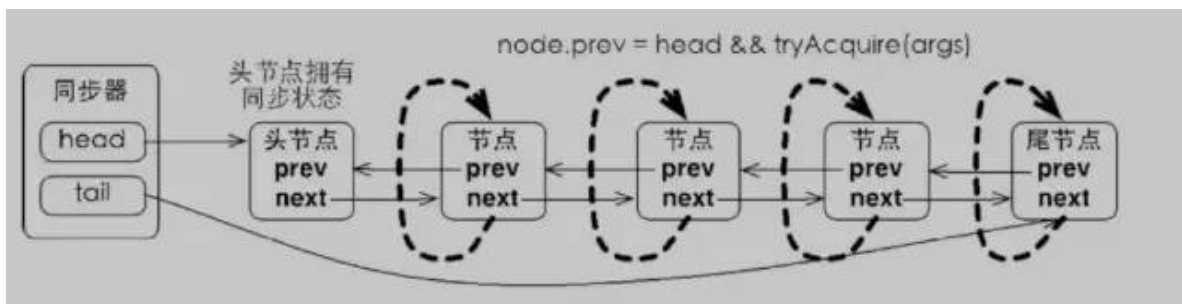 node.prev = head && tryAcquire(args)
同步器
head
tail
头节点拥有
同步状态
头节点
prev
next
节点
prev
next
节点
prev
next
节点
prev
next
尾节点
prev
next